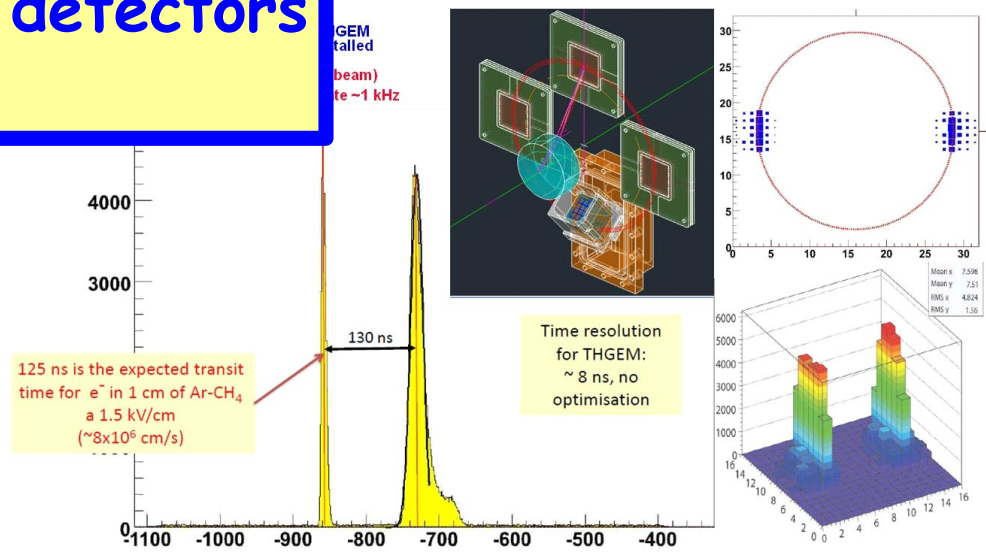 detectors
beam)
~1 kHz
4000
3000
0
-1100 -1000 -900 -800 -700 -600 -500 -400
130 ns
125 ns is the expected transit
time for e⁻ in 1 cm of Ar-CH₄
a 1.5 kV/cm
(~8x10⁶ cm/s)
Time resolution
for THGEM:
~ 8 ns, no
optimisation
30
25
20
15
10
5
0
0 5 10 15 20 25 30
Mean x 7.598
Mean y 7.51
RMS x 4.824
RMS y 1.56
6000
5000
4000
3000
2000
1000
0
16 14 12 10 8 6 4 2 0
0 2 4 6 8 10 12 14 16